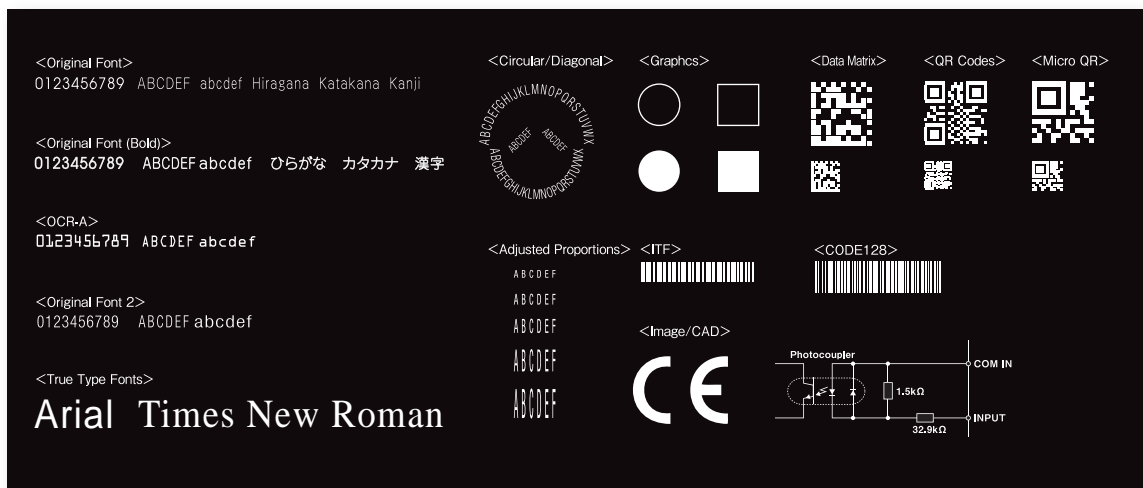 <Original Font>
0123456789 ABCDEF abcdef Hiragana Katakana Kanji
<Original Font (Bold)>
0123456789 ABCDEF abcdef ひらがな カタカナ 漢字
<OCR-A>
0123456789 ABCDEF abcdef
<Original Font 2>
0123456789 ABCDEF abcdef
<True Type Fonts>
Arial Times New Roman
<Circular/Diagonal>
ABCDEFGHIJKLMNOPQRSTUVWX
ABCDEF
ABCDEF
ABCDEFGHIJKLMNOPQRSTUVWX
<Adjusted Proportions>
ABCDEF
ABCDEF
ABCDEF
ABCDEF
ABCDEF
<Graphcs>
<Data Matrix>
<QR Codes>
<Micro QR>
<ITF>
<CODE128>
<Image/CAD>
CE
Photocoupler
COM IN
1.5kΩ
INPUT
32.9kΩ